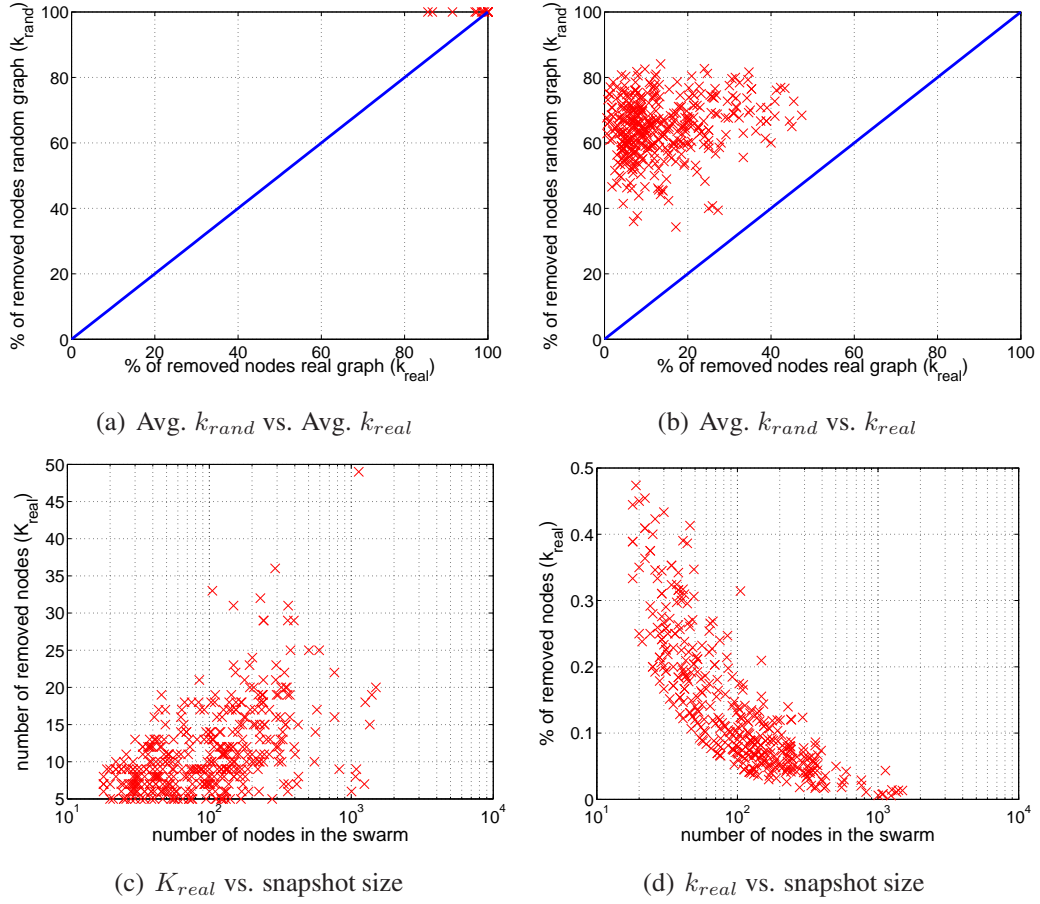 100
80
60
40
20
0
% of removed nodes random graph (k_rand)
0 20 40 60 80 100
% of removed nodes real graph (k_real)
(a) Avg. k_rand vs. Avg. k_real
100
80
60
40
20
0
% of removed nodes random graph (k_rand)
0 20 40 60 80 100
% of removed nodes real graph (k_real)
(b) Avg. k_rand vs. k_real
50
45
40
35
30
25
20
15
10
5
number of removed nodes (K_real)
10^1 10^2 10^3 10^4
number of nodes in the swarm
(c) K_real vs. snapshot size
0.5
0.4
0.3
0.2
0.1
0
% of removed nodes (k_real)
10^1 10^2 10^3 10^4
number of nodes in the swarm
(d) k_real vs. snapshot size